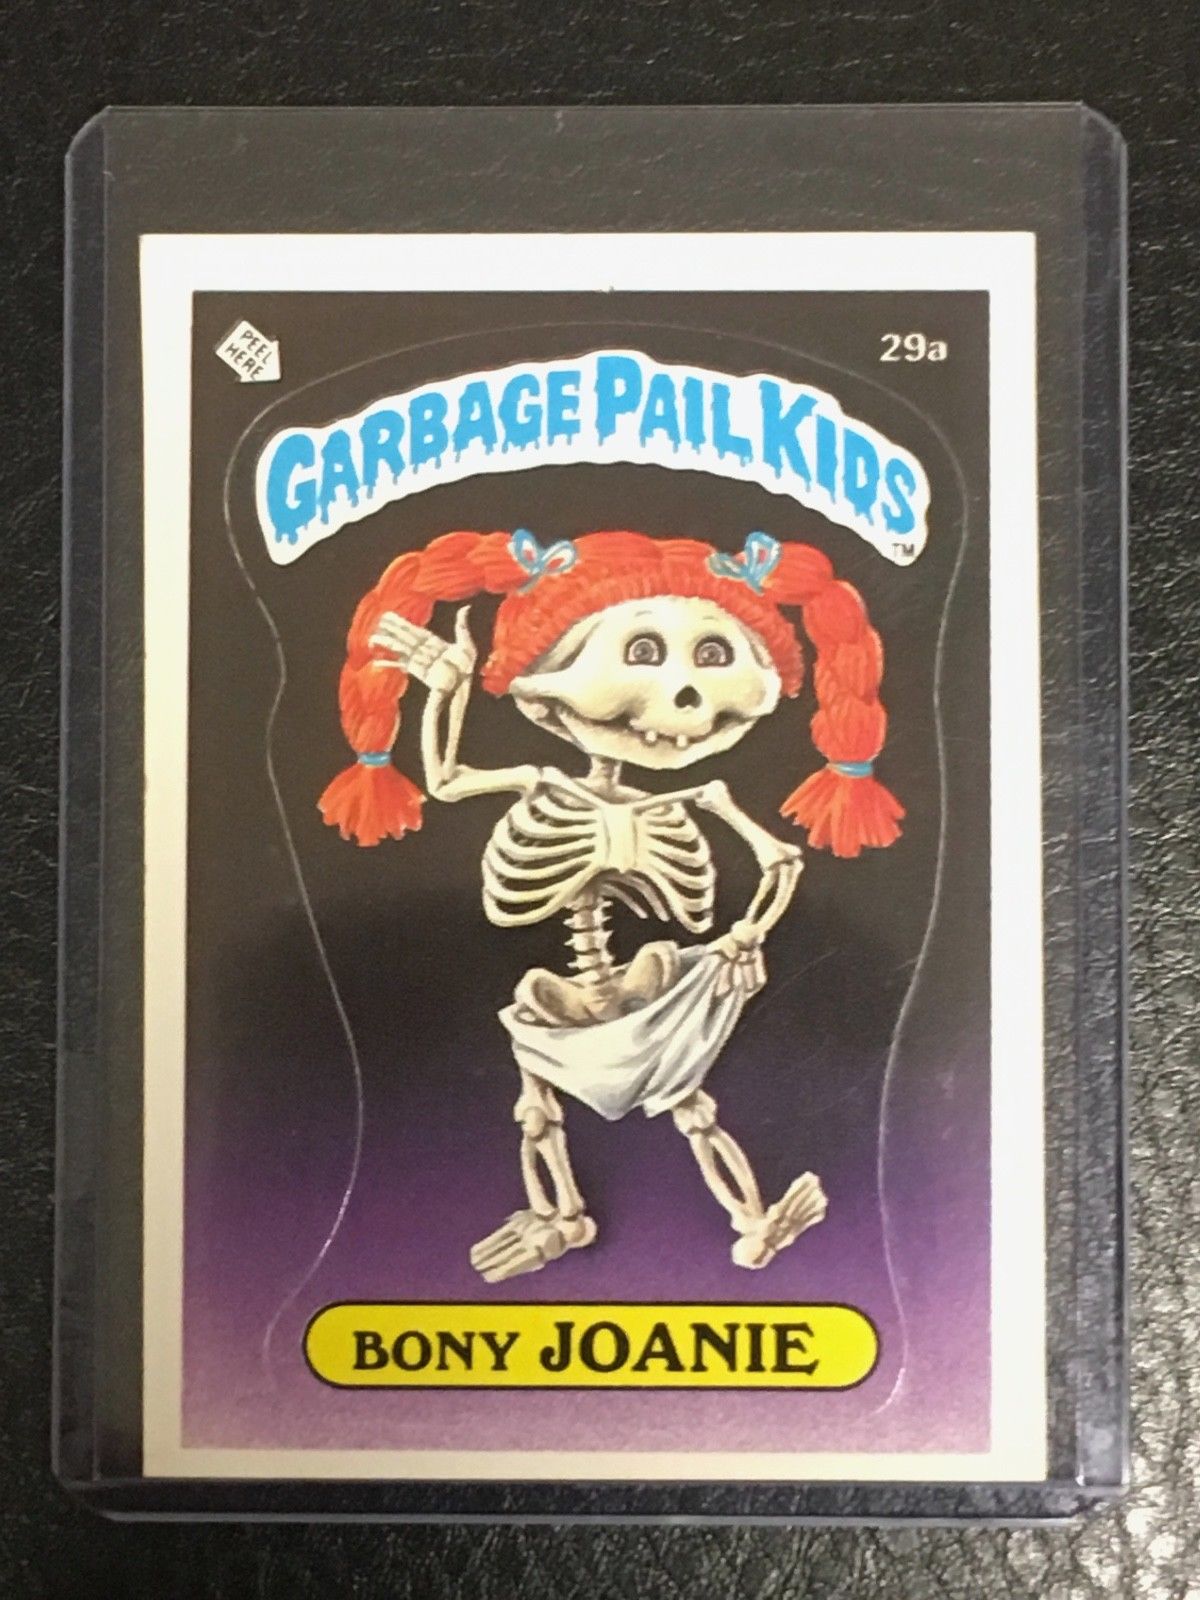 PEEL
HERE
29a
GARBAGE PAIL KIDS
TM
BONY JOANIE